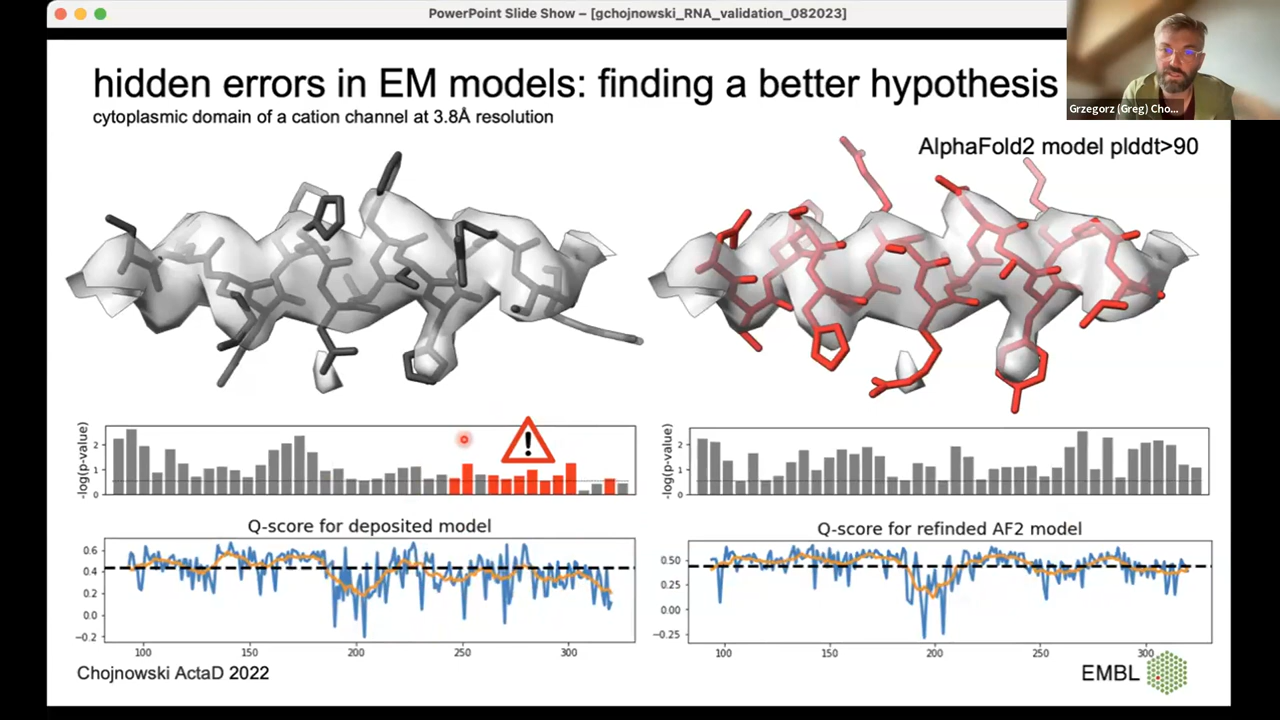 PowerPoint Slide Show – [gchojnowski_RNA_validation_082023]
hidden errors in EM models: finding a better hypothesis
cytoplasmic domain of a cation channel at 3.8Å resolution
Grzegorz (Greg) Cho...
AlphaFold2 model plddt>90
-log(p-value)
2
1
0
!
-log(p-value)
2
1
0
Q-score for deposited model
0.6
0.4
0.2
0.0
−0.2
100 150 200 250 300
Q-score for refinded AF2 model
0.50
0.25
0.00
−0.25
100 150 200 250 300
Chojnowski ActaD 2022
EMBL